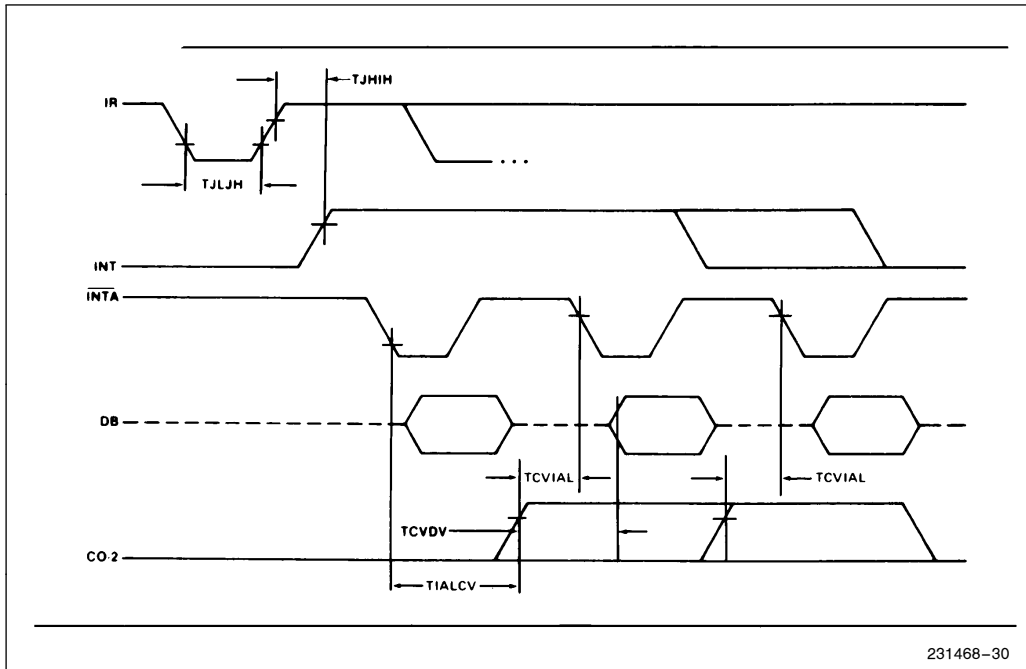 TJHIH
IR
TJLJH
...
INT
INTA
DB
TCVIAL
TCVIAL
TCVDV
CO-2
TIALCV
231468–30